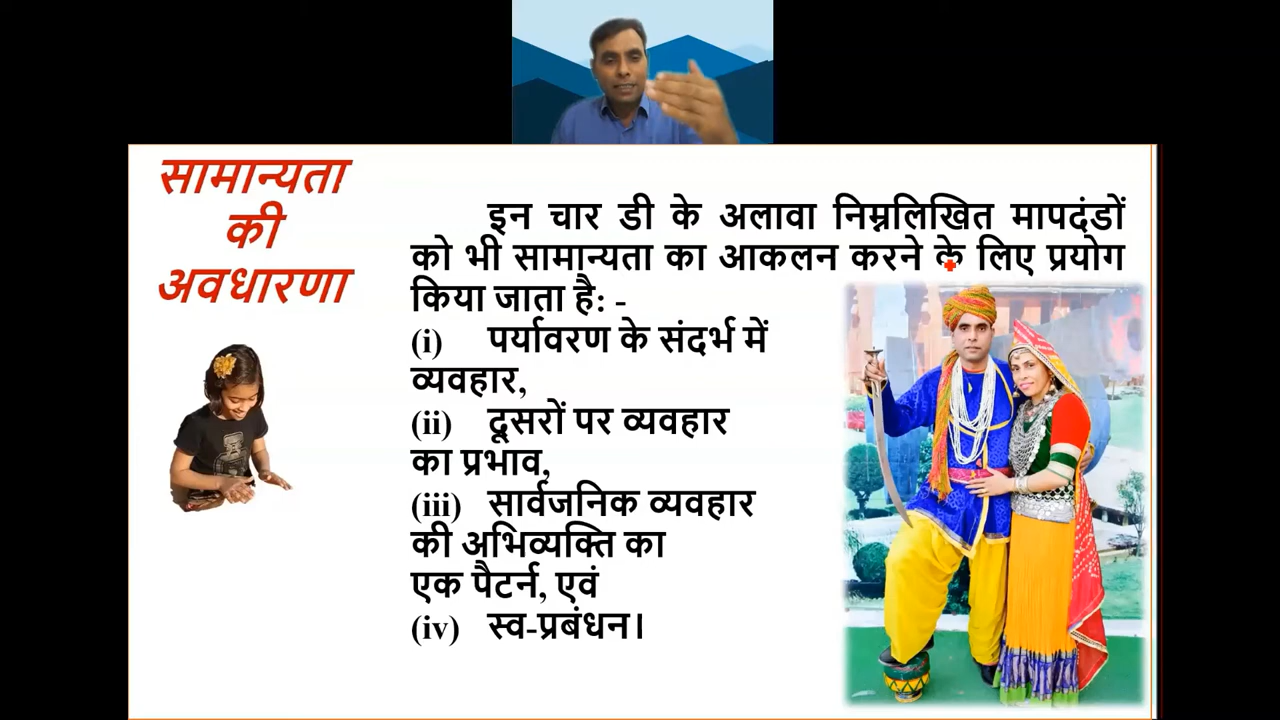 सामान्यता
की
अवधारणा
इन चार डी के अलावा निम्नलिखित मापदंडों
को भी सामान्यता का आकलन करने के लिए प्रयोग
किया जाता है: -
(i) पर्यावरण के संदर्भ में
व्यवहार,
(ii) दूसरों पर व्यवहार
का प्रभाव,
(iii) सार्वजनिक व्यवहार
की अभिव्यक्ति का
एक पैटर्न, एवं
(iv) स्व-प्रबंधन।